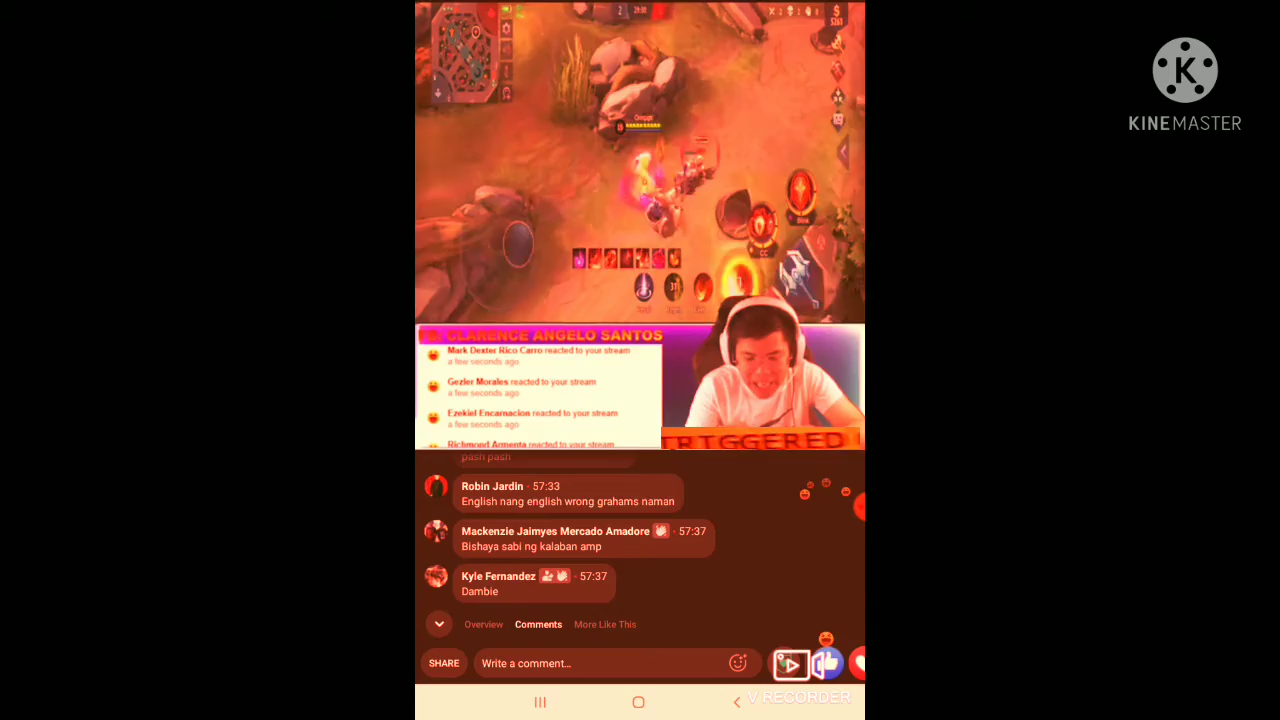 2
KINEMASTER
Blink
CC
CLARENCE ANGELO SANTOS
Mark Dexter Rico Carro reacted to your stream
a few seconds ago
Gezler Morales reacted to your stream
a few seconds ago
Ezekiel Encarnacion reacted to your stream
a few seconds ago
Richmond Armenta reacted to your stream
TRIGGERED
pash pash
Robin Jardin · 57:33
English nang english wrong grahams naman
Mackenzie Jaimyes Mercado Amadore · 57:37
Bishaya sabi ng kalaban amp
Kyle Fernandez · 57:37
Dambie
Overview Comments More Like This
SHARE Write a comment...
V RECORDER